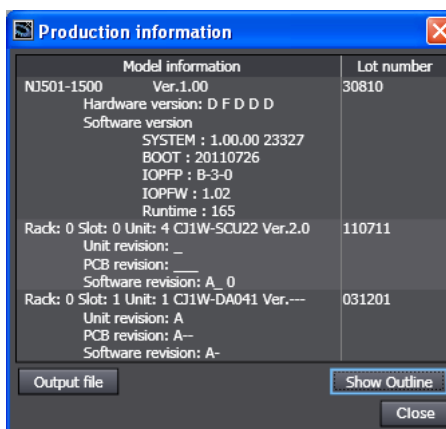 Production information
Model information Lot number
NJ501-1500 Ver.1.00 30810
Hardware version: D F D D D
Software version
SYSTEM : 1.00.00 23327
BOOT : 20110726
IOPFP : B-3-0
IOPFW : 1.02
Runtime : 165
Rack: 0 Slot: 0 Unit: 4 CJ1W-SCU22 Ver.2.0 110711
Unit revision: _
PCB revision: ___
Software revision: A_ 0
Rack: 0 Slot: 1 Unit: 1 CJ1W-DA041 Ver.--- 031201
Unit revision: A
PCB revision: A--
Software revision: A-
Output file Show Outline
Close